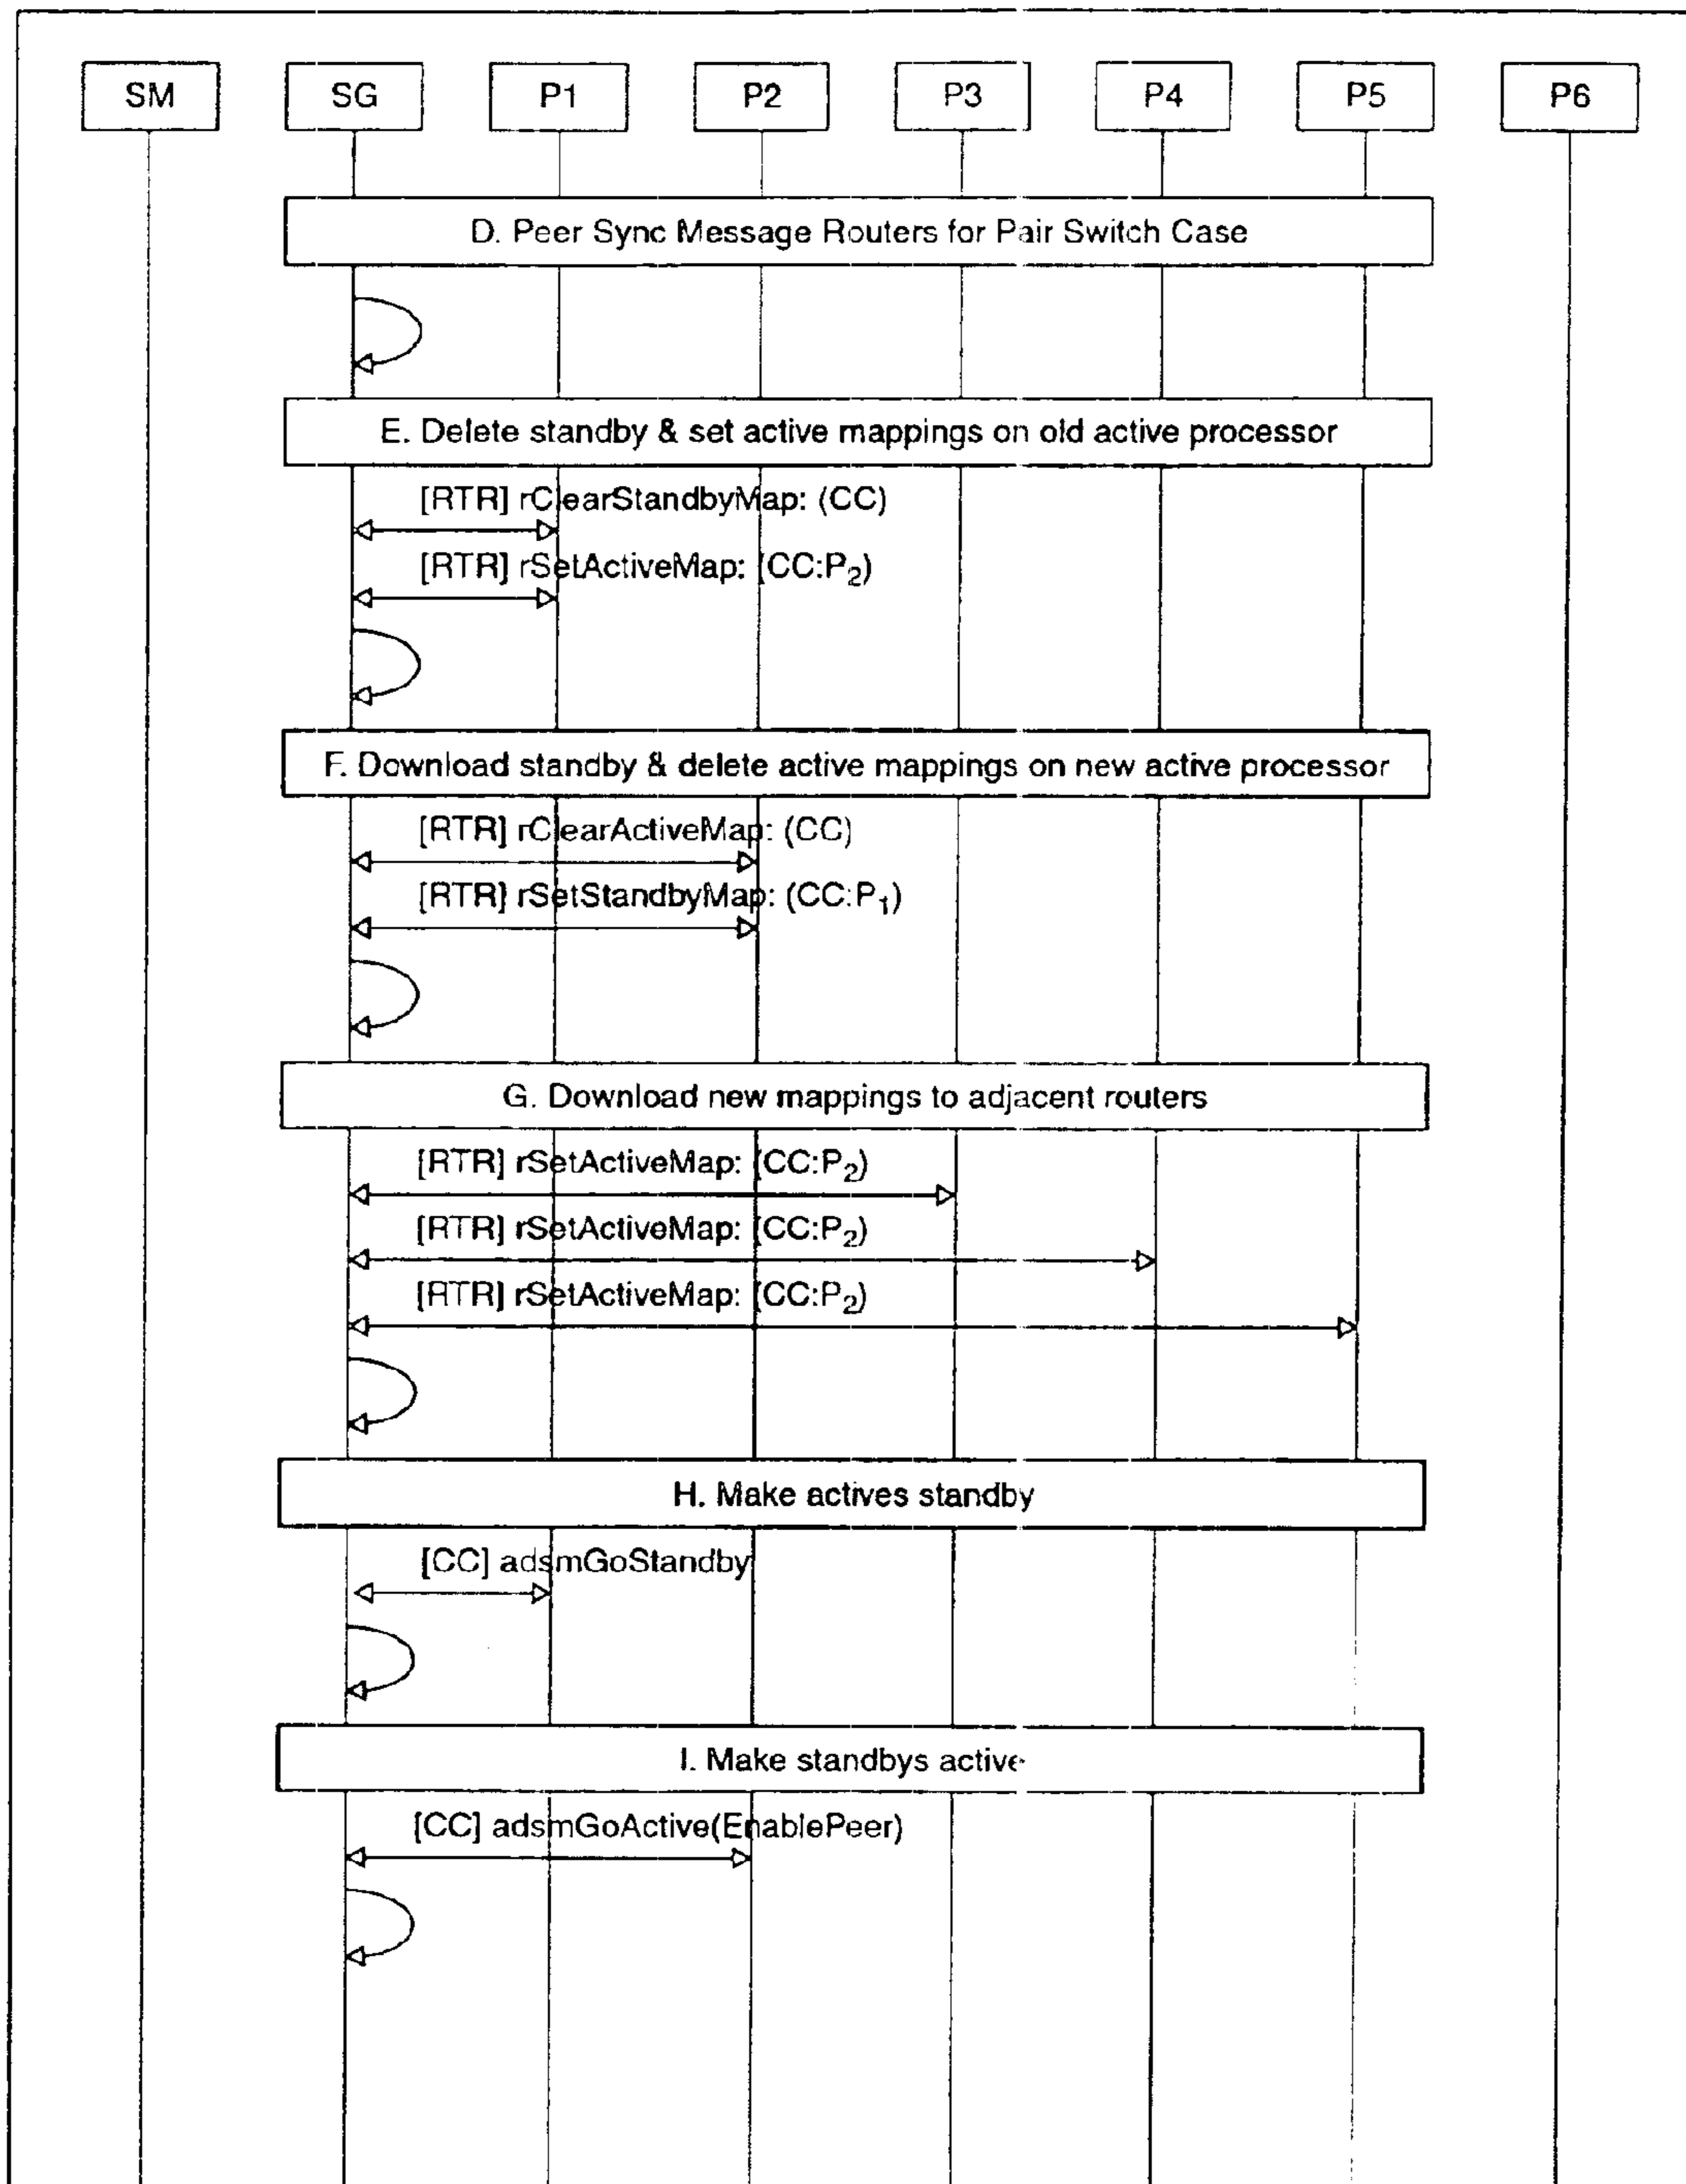 SM SG P1 P2 P3 P4 P5 P6
D. Peer Sync Message Routers for Pair Switch Case
E. Delete standby & set active mappings on old active processor
[RTR] rClearStandbyMap: (CC)
[RTR] rSetActiveMap: (CC:P₂)
F. Download standby & delete active mappings on new active processor
[RTR] rClearActiveMap: (CC)
[RTR] rSetStandbyMap: (CC:P₁)
G. Download new mappings to adjacent routers
[RTR] rSetActiveMap: (CC:P₂)
[RTR] rSetActiveMap: (CC:P₂)
[RTR] rSetActiveMap: (CC:P₂)
H. Make actives standby
[CC] adsmGoStandby
I. Make standbys active
[CC] adsmGoActive(EnablePeer)